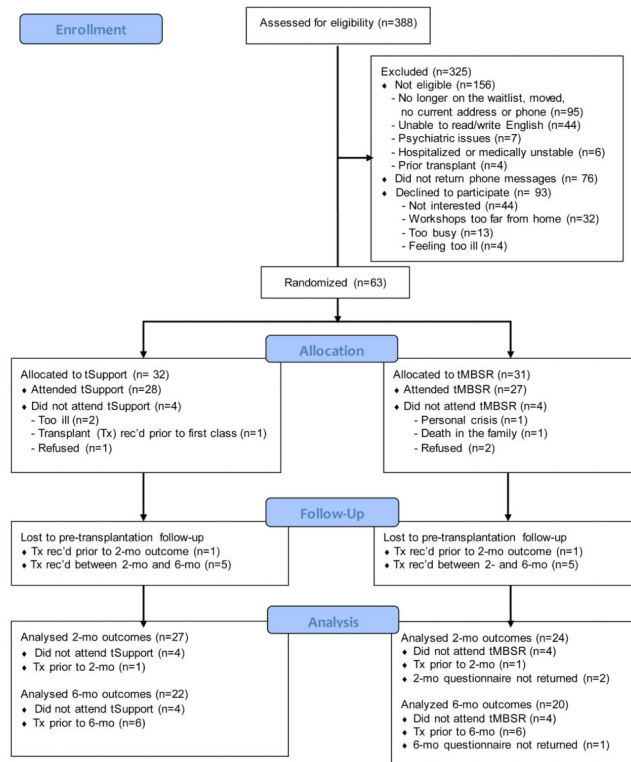 Enrollment
Assessed for eligibility (n=388)
Excluded (n=325)
♦ Not eligible (n=156)
- No longer on the waitlist, moved,
no current address or phone (n=95)
- Unable to read/write English (n=44)
- Psychiatric issues (n=7)
- Hospitalized or medically unstable (n=6)
- Prior transplant (n=4)
♦ Did not return phone messages (n= 76)
♦ Declined to participate (n= 93)
- Not interested (n=44)
- Workshops too far from home (n=32)
- Too busy (n=13)
- Feeling too ill (n=4)
Randomized (n=63)
Allocation
Allocated to tSupport (n= 32)
♦ Attended tSupport (n=28)
♦ Did not attend tSupport (n=4)
- Too ill (n=2)
- Transplant (Tx) rec'd prior to first class (n=1)
- Refused (n=1)
Allocated to tMBSR (n=31)
♦ Attended tMBSR (n=27)
♦ Did not attend tMBSR (n=4)
- Personal crisis (n=1)
- Death in the family (n=1)
- Refused (n=2)
Follow-Up
Lost to pre-transplantation follow-up
♦ Tx rec'd prior to 2-mo outcome (n=1)
♦ Tx rec'd between 2-mo and 6-mo (n=5)
Lost to pre-transplantation follow-up
♦ Tx rec'd prior to 2-mo outcome (n=1)
♦ Tx rec'd between 2- and 6-mo (n=5)
Analysis
Analysed 2-mo outcomes (n=27)
♦ Did not attend tSupport (n=4)
♦ Tx prior to 2-mo (n=1)
Analysed 6-mo outcomes (n=22)
♦ Did not attend tSupport (n=4)
♦ Tx prior to 6-mo (n=6)
Analysed 2-mo outcomes (n=24)
♦ Did not attend tMBSR (n=4)
♦ Tx prior to 2-mo (n=1)
♦ 2-mo questionnaire not returned (n=2)
Analyzed 6-mo outcomes (n=20)
♦ Did not attend tMBSR (n=4)
♦ Tx prior to 6-mo (n=6)
♦ 6-mo questionnaire not returned (n=1)